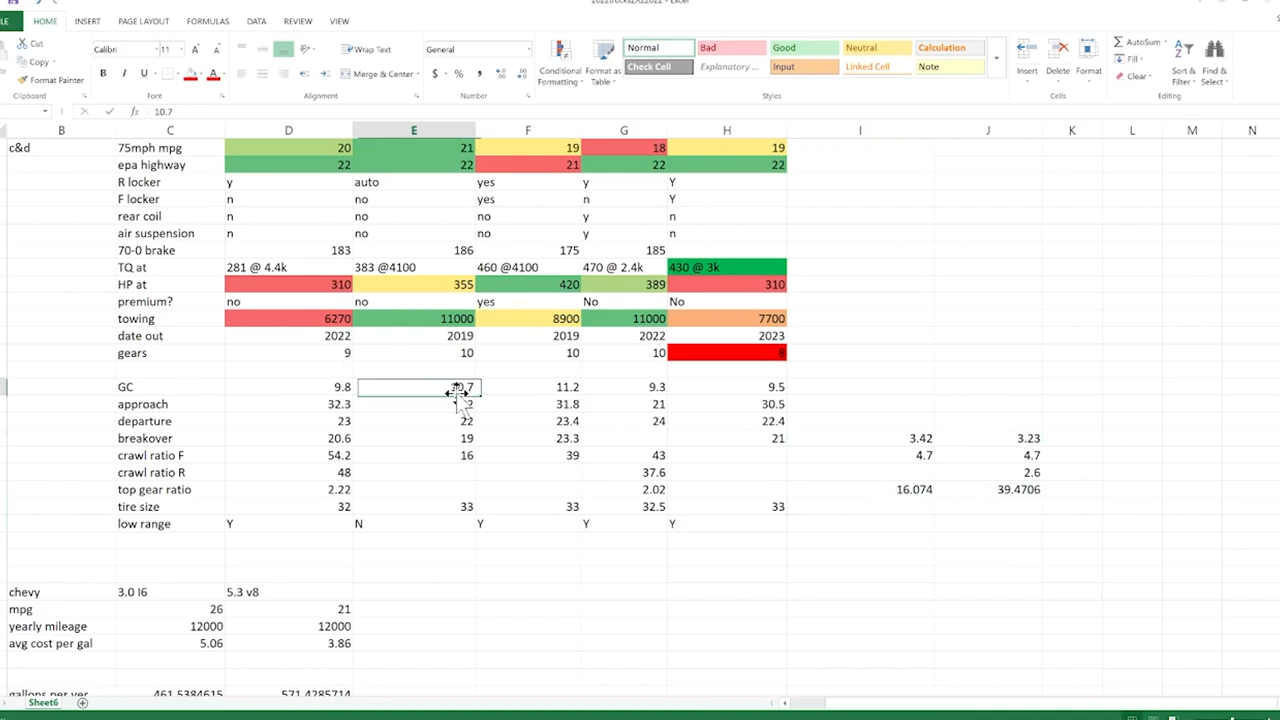 HOME INSERT PAGE LAYOUT FORMULAS DATA REVIEW VIEW
Cut
Copy
Format Painter
Clipboard
Calibri 11
B I U
Font
Wrap Text
Merge & Center
Alignment
General
$ %
Number
Conditional Formatting
Format as Table
Normal Bad Good Neutral Calculation
Check Cell Explanatory ... Input Linked Cell Note
Styles
Insert Delete Format
Cells
AutoSum
Fill
Clear
Sort & Filter
Find & Select
Editing
fx 10.7
B C D E F G H I J K L M N
c&d 75mph mpg 20 21 19 18 19
epa highway 22 22 21 22 22
R locker y auto yes y Y
F locker n no yes n Y
rear coil n no no y n
air suspension n no no y n
70-0 brake 183 186 175 185
TQ at 281 @ 4.4k 383 @4100 460 @4100 470 @ 2.4k 430 @ 3k
HP at 310 355 420 389 310
premium? no no yes No No
towing 6270 11000 8900 11000 7700
date out 2022 2019 2019 2022 2023
gears 9 10 10 10 8
GC 9.8 10.7 11.2 9.3 9.5
approach 32.3 31.8 21 30.5
departure 23 22 23.4 24 22.4
breakover 20.6 19 23.3 21 3.42 3.23
crawl ratio F 54.2 16 39 43 4.7 4.7
crawl ratio R 48 37.6 2.6
top gear ratio 2.22 2.02 16.074 39.4706
tire size 32 33 33 32.5 33
low range Y N Y Y Y
chevy 3.0 I6 5.3 v8
mpg 26 21
yearly mileage 12000 12000
avg cost per gal 5.06 3.86
gallons per yer 461.5384615 571.4285714
Sheet6